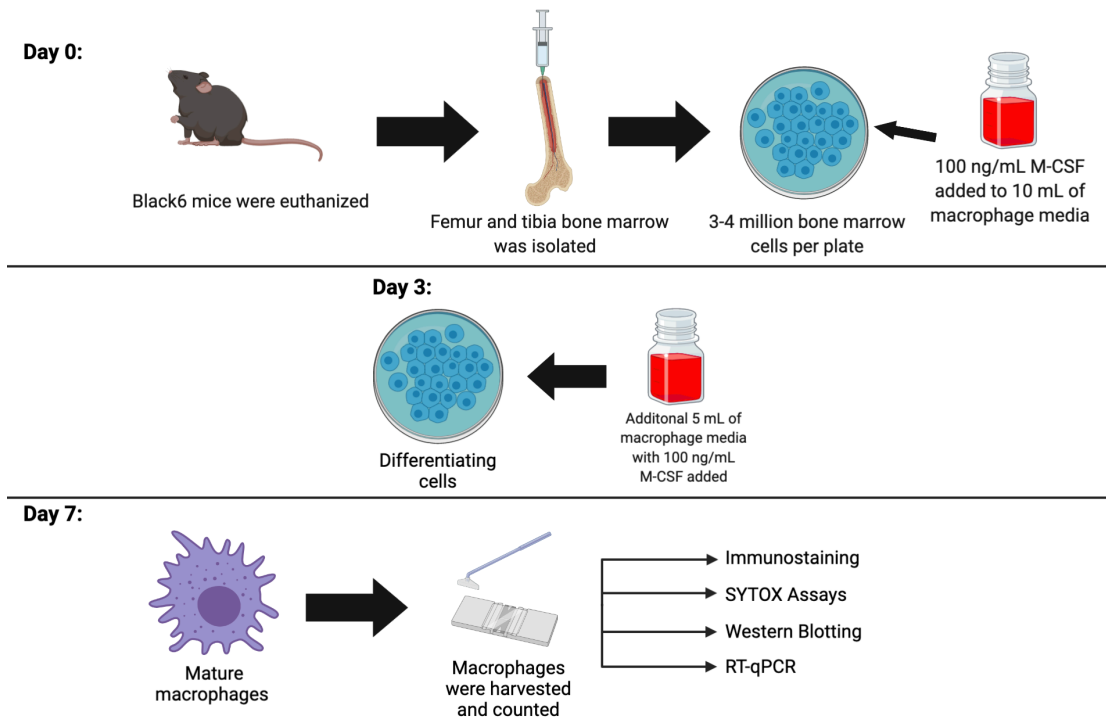 Day 0:
Black6 mice were euthanized
Femur and tibia bone marrow
was isolated
3-4 million bone marrow
cells per plate
100 ng/mL M-CSF
added to 10 mL of
macrophage media
Day 3:
Differentiating
cells
Additonal 5 mL of
macrophage media
with 100 ng/mL
M-CSF added
Day 7:
Mature
macrophages
Macrophages
were harvested
and counted
Immunostaining
SYTOX Assays
Western Blotting
RT-qPCR